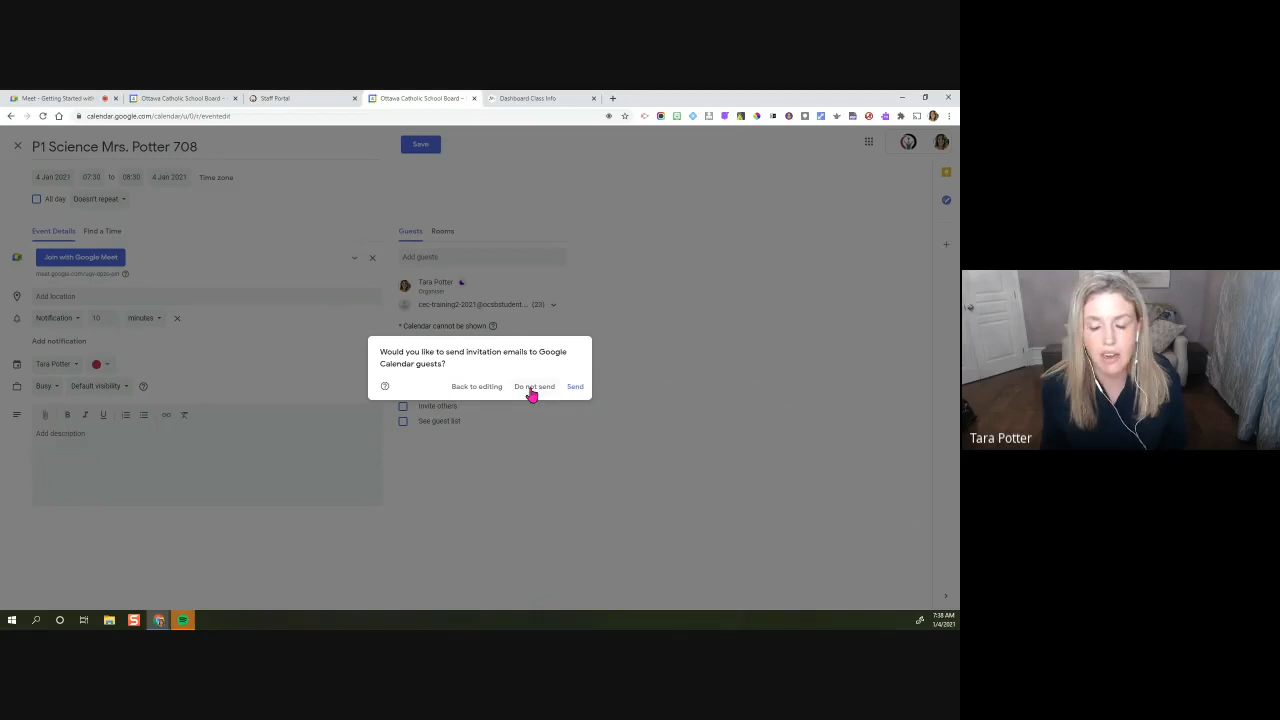 Meet - Getting Started with
Ottawa Catholic School Board -
Staff Portal
Ottawa Catholic School Board -
Dashboard Class Info
calendar.google.com/calendar/u/0/r/eventedit
P1 Science Mrs. Potter 708
Save
4 Jan 2021 07:30 to 08:30 4 Jan 2021 Time zone
All day Doesn't repeat
Event Details Find a Time
Guests Rooms
Join with Google Meet
Add guests
Add location
Tara Potter
Organiser
cec-training2-2021@ocsbstudent... (23)
Notification 10 minutes
* Calendar cannot be shown
Add notification
Would you like to send invitation emails to Google
Calendar guests?
Back to editing Do not send Send
Tara Potter
Busy Default visibility
Invite others
See guest list
Add description
Tara Potter
7:38 AM
1/4/2021